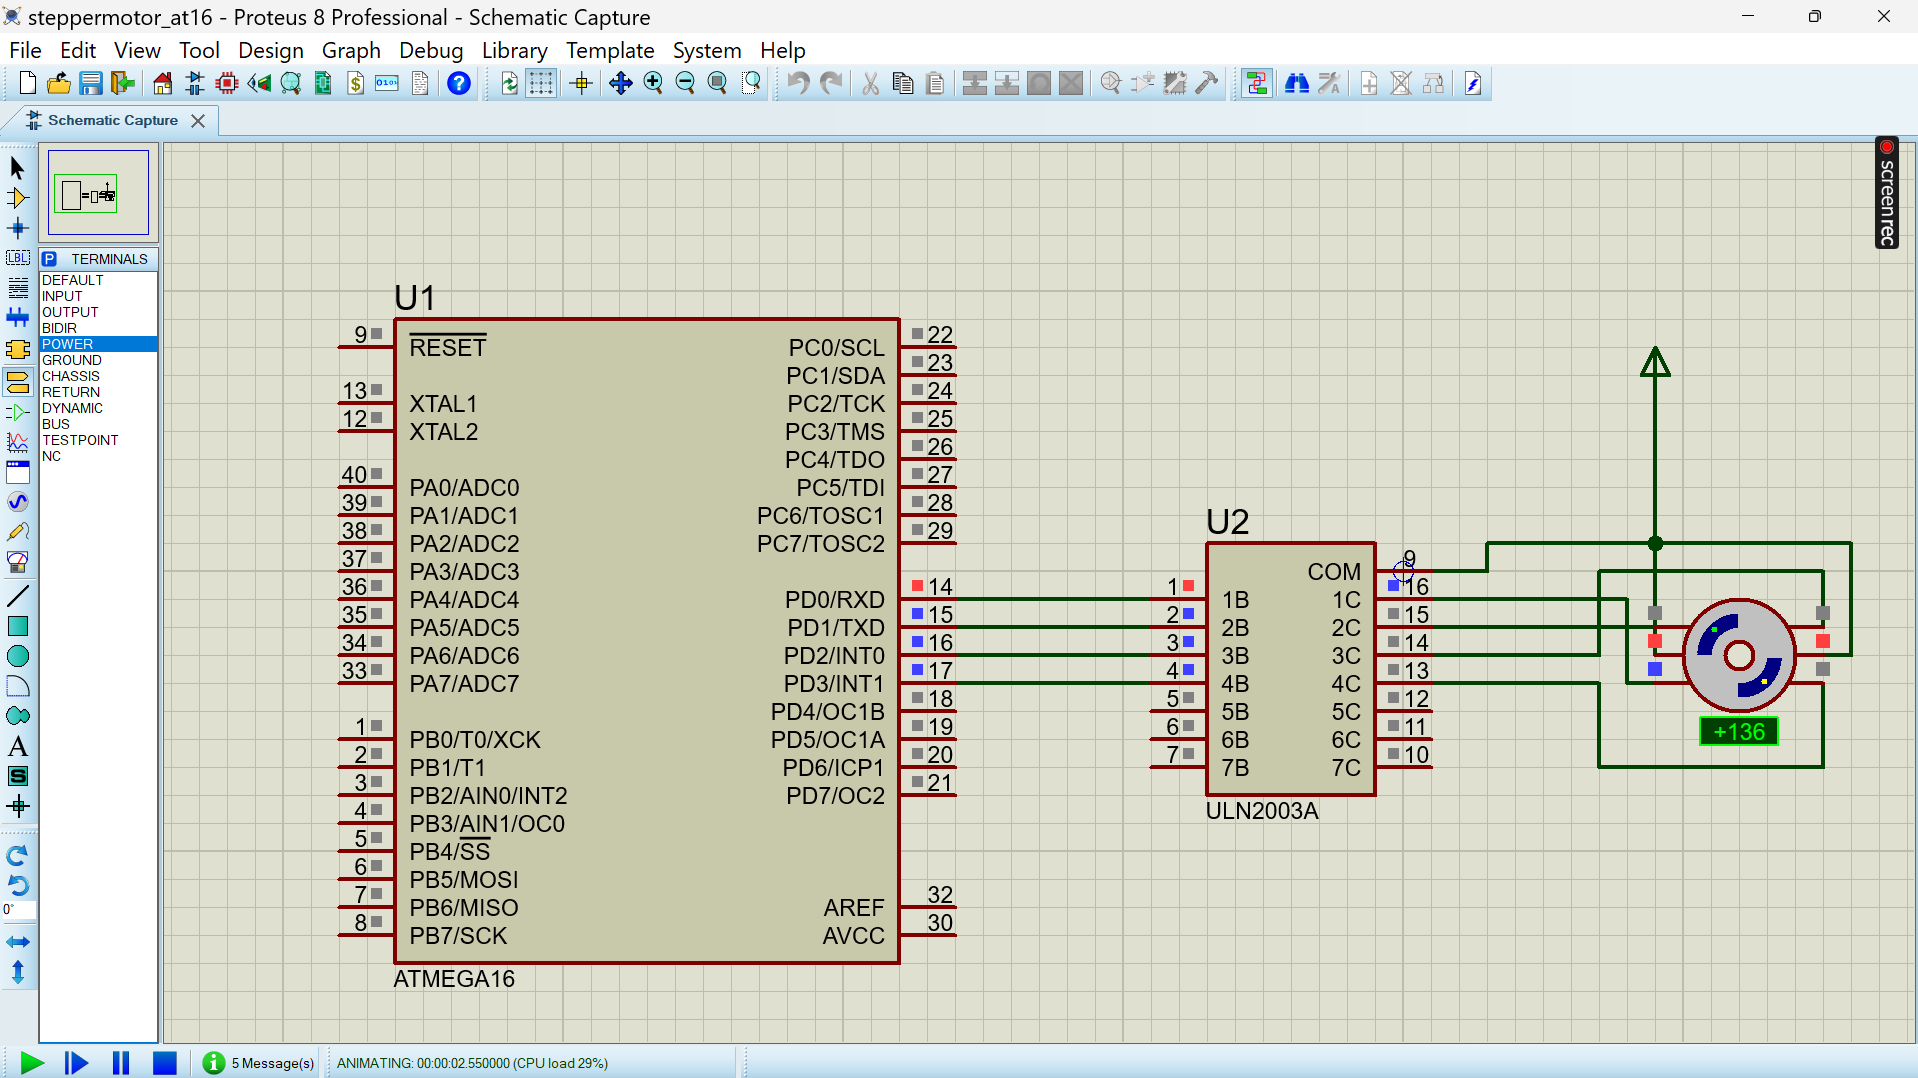 steppermotor_at16 - Proteus 8 Professional - Schematic Capture
File Edit View Tool Design Graph Debug Library Template System Help
Schematic Capture
screenrec
LBL
P TERMINALS
DEFAULT
INPUT
OUTPUT
BIDIR
POWER
GROUND
CHASSIS
RETURN
DYNAMIC
BUS
TESTPOINT
NC
A
S
0°
U1
9 RESET PC0/SCL 22
PC1/SDA 23
13 XTAL1 PC2/TCK 24
12 XTAL2 PC3/TMS 25
PC4/TDO 26
40 PA0/ADC0 PC5/TDI 27
39 PA1/ADC1 PC6/TOSC1 28
38 PA2/ADC2 PC7/TOSC2 29
37 PA3/ADC3
36 PA4/ADC4 PD0/RXD 14
35 PA5/ADC5 PD1/TXD 15
34 PA6/ADC6 PD2/INT0 16
33 PA7/ADC7 PD3/INT1 17
PD4/OC1B 18
1 PB0/T0/XCK PD5/OC1A 19
2 PB1/T1 PD6/ICP1 20
3 PB2/AIN0/INT2 PD7/OC2 21
4 PB3/AIN1/OC0
5 PB4/SS
6 PB5/MOSI
7 PB6/MISO AREF 32
8 PB7/SCK AVCC 30
ATMEGA16
U2
COM 9
1 1B 1C 16
2 2B 2C 15
3 3B 3C 14
4 4B 4C 13
5 5B 5C 12
6 6B 6C 11
7 7B 7C 10
ULN2003A
+136
5 Message(s) ANIMATING: 00:00:02.550000 (CPU load 29%)